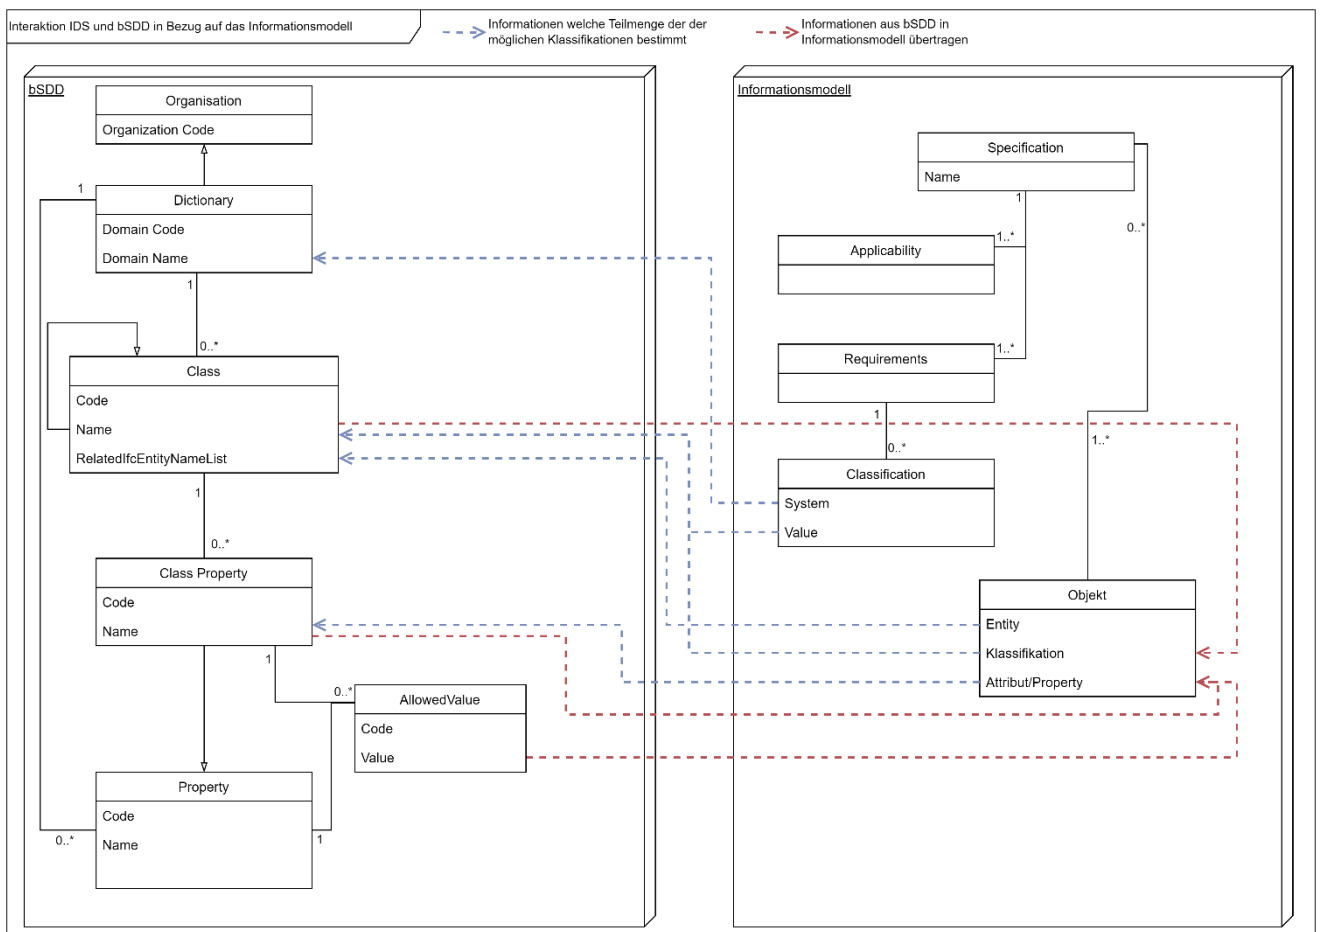 Interaktion IDS und bSDD in Bezug auf das Informationsmodell
Informationen welche Teilmenge der der
möglichen Klassifikationen bestimmt
Informationen aus bSDD in
Informationsmodell übertragen
bSDD
Organisation
Organization Code
1
Dictionary
Domain Code
Domain Name
1
0..*
Class
Code
Name
RelatedIfcEntityNameList
1
0..*
Class Property
Code
Name
1
0..*
AllowedValue
Code
Value
Property
Code
Name
0..*
1
Informationsmodell
Specification
Name
1
0..*
1..*
Applicability
1..*
Requirements
1
0..*
1..*
Classification
System
Value
Objekt
Entity
Klassifikation
Attribut/Property